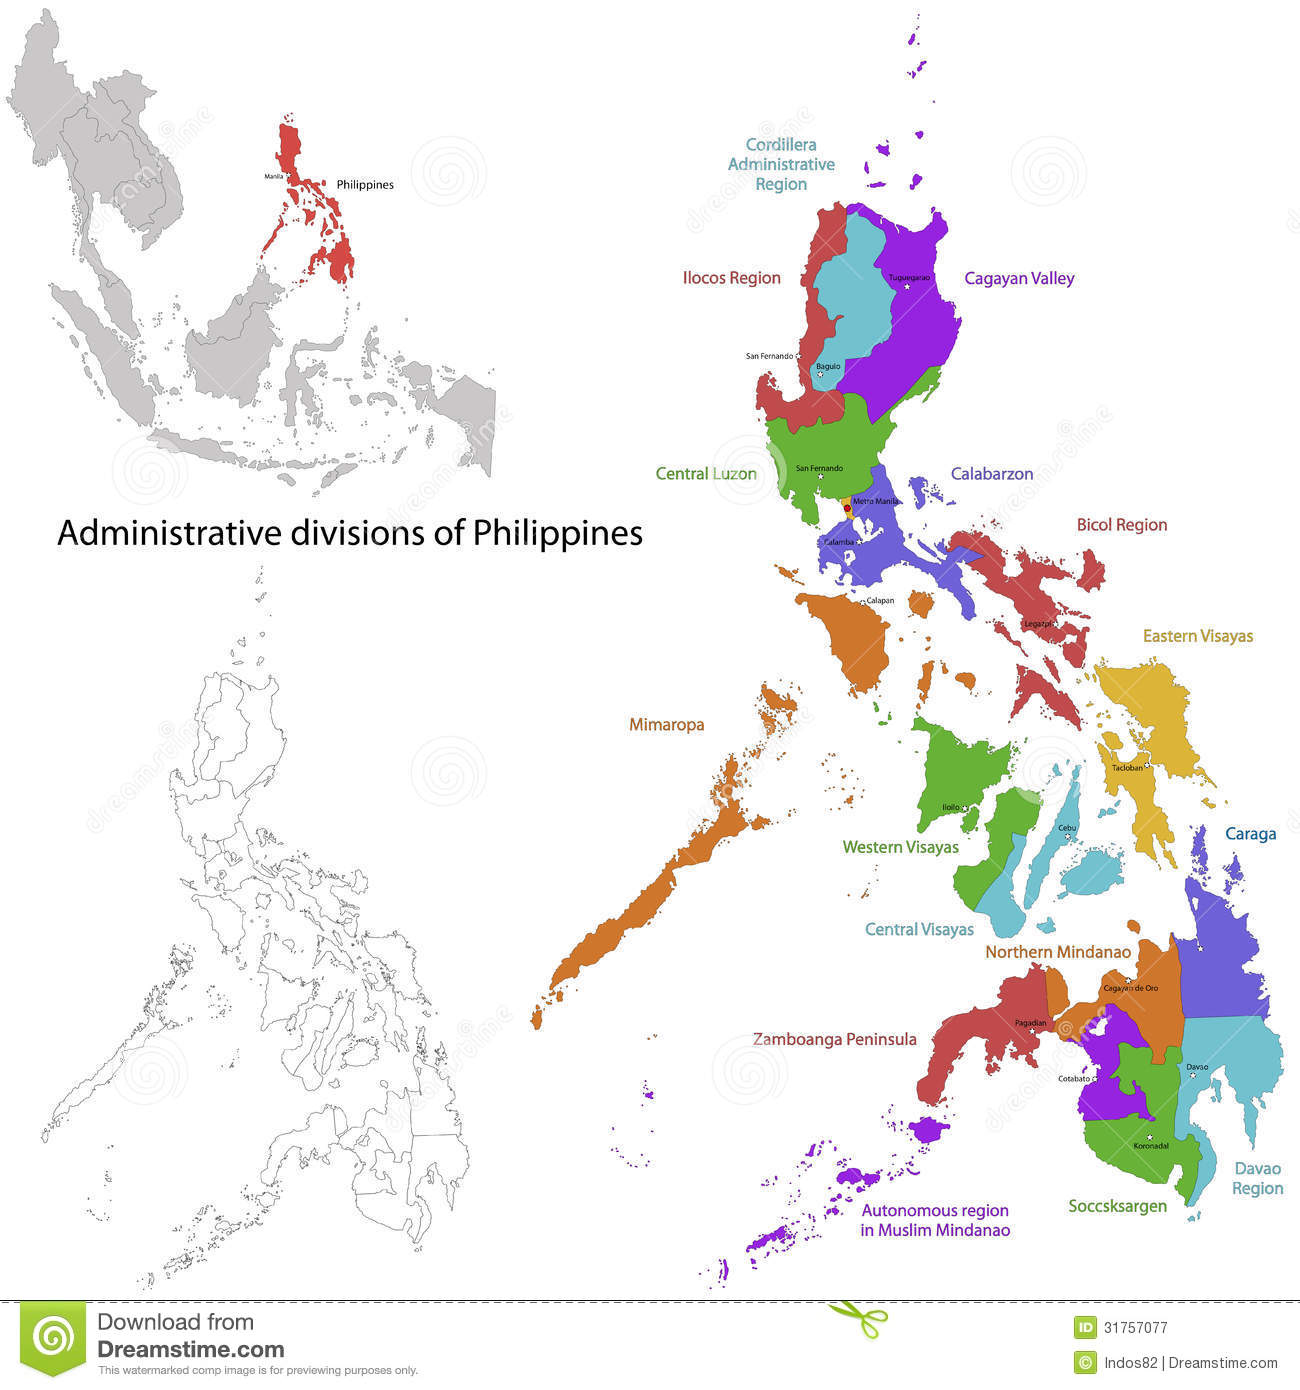 Manila
Philippines
Administrative divisions of Philippines
Cordillera
Administrative
Region
Ilocos Region
Tuguegarao
Cagayan Valley
San Fernando
Baguio
Central Luzon
San Fernando
Calabarzon
Metro Manila
Calamba
Bicol Region
Calapan
Legazpi
Eastern Visayas
Mimaropa
Tacloban
Iloilo
Cebu
Caraga
Western Visayas
Central Visayas
Northern Mindanao
Cagayan de Oro
Zamboanga Peninsula
Pagadian
Cotabato
Davao
Koronadal
Davao
Region
Soccsksargen
Autonomous region
in Muslim Mindanao
dreamstime
Download from
Dreamstime.com
This watermarked comp image is for previewing purposes only.
ID 31757077
© Indos82 | Dreamstime.com